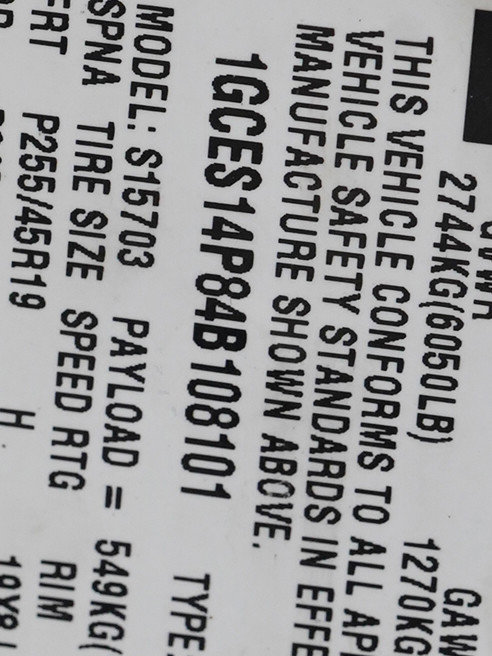 GVWR GAW
2744KG(6050LB) 1270KG
THIS VEHICLE CONFORMS TO ALL AP
VEHICLE SAFETY STANDARDS IN EFFE
MANUFACTURE SHOWN ABOVE.
1GCES14P84B108101 TYPE:
MODEL: S15703 PAYLOAD = 549KG(
SPNA TIRE SIZE SPEED RTG RIM
FRT P255/45R19 H